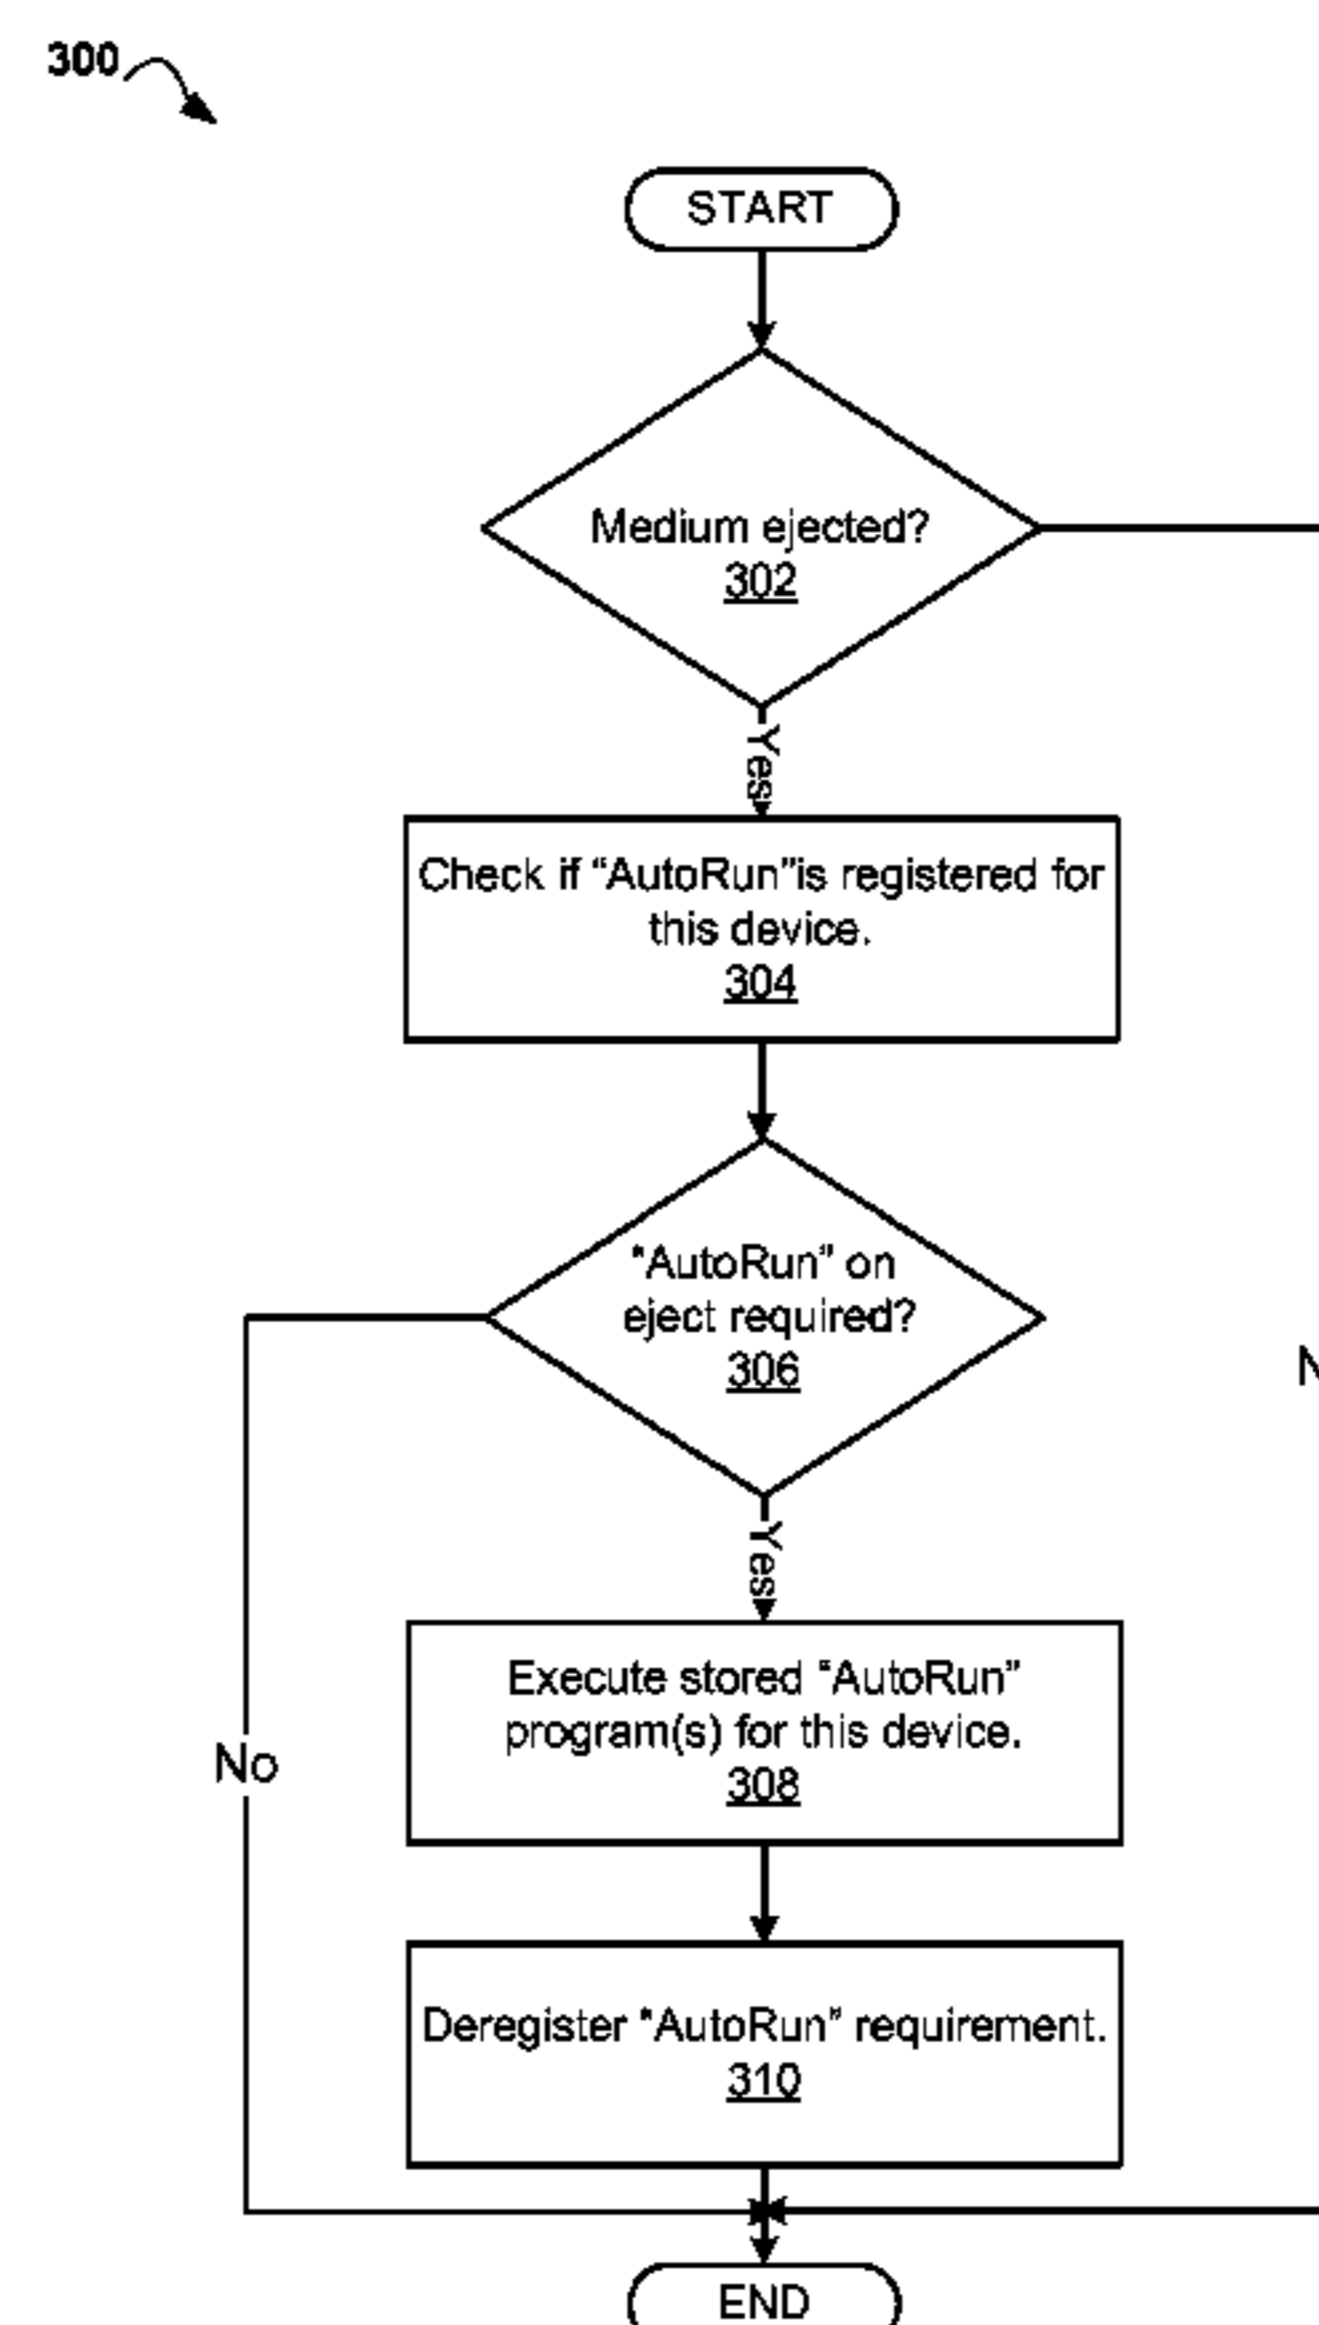 300
START
Medium ejected?
302
Yes
Check if “AutoRun”is registered for
this device.
304
“AutoRun” on
eject required?
306
Yes
Execute stored “AutoRun”
program(s) for this device.
308
No
Deregister “AutoRun” requirement.
310
END